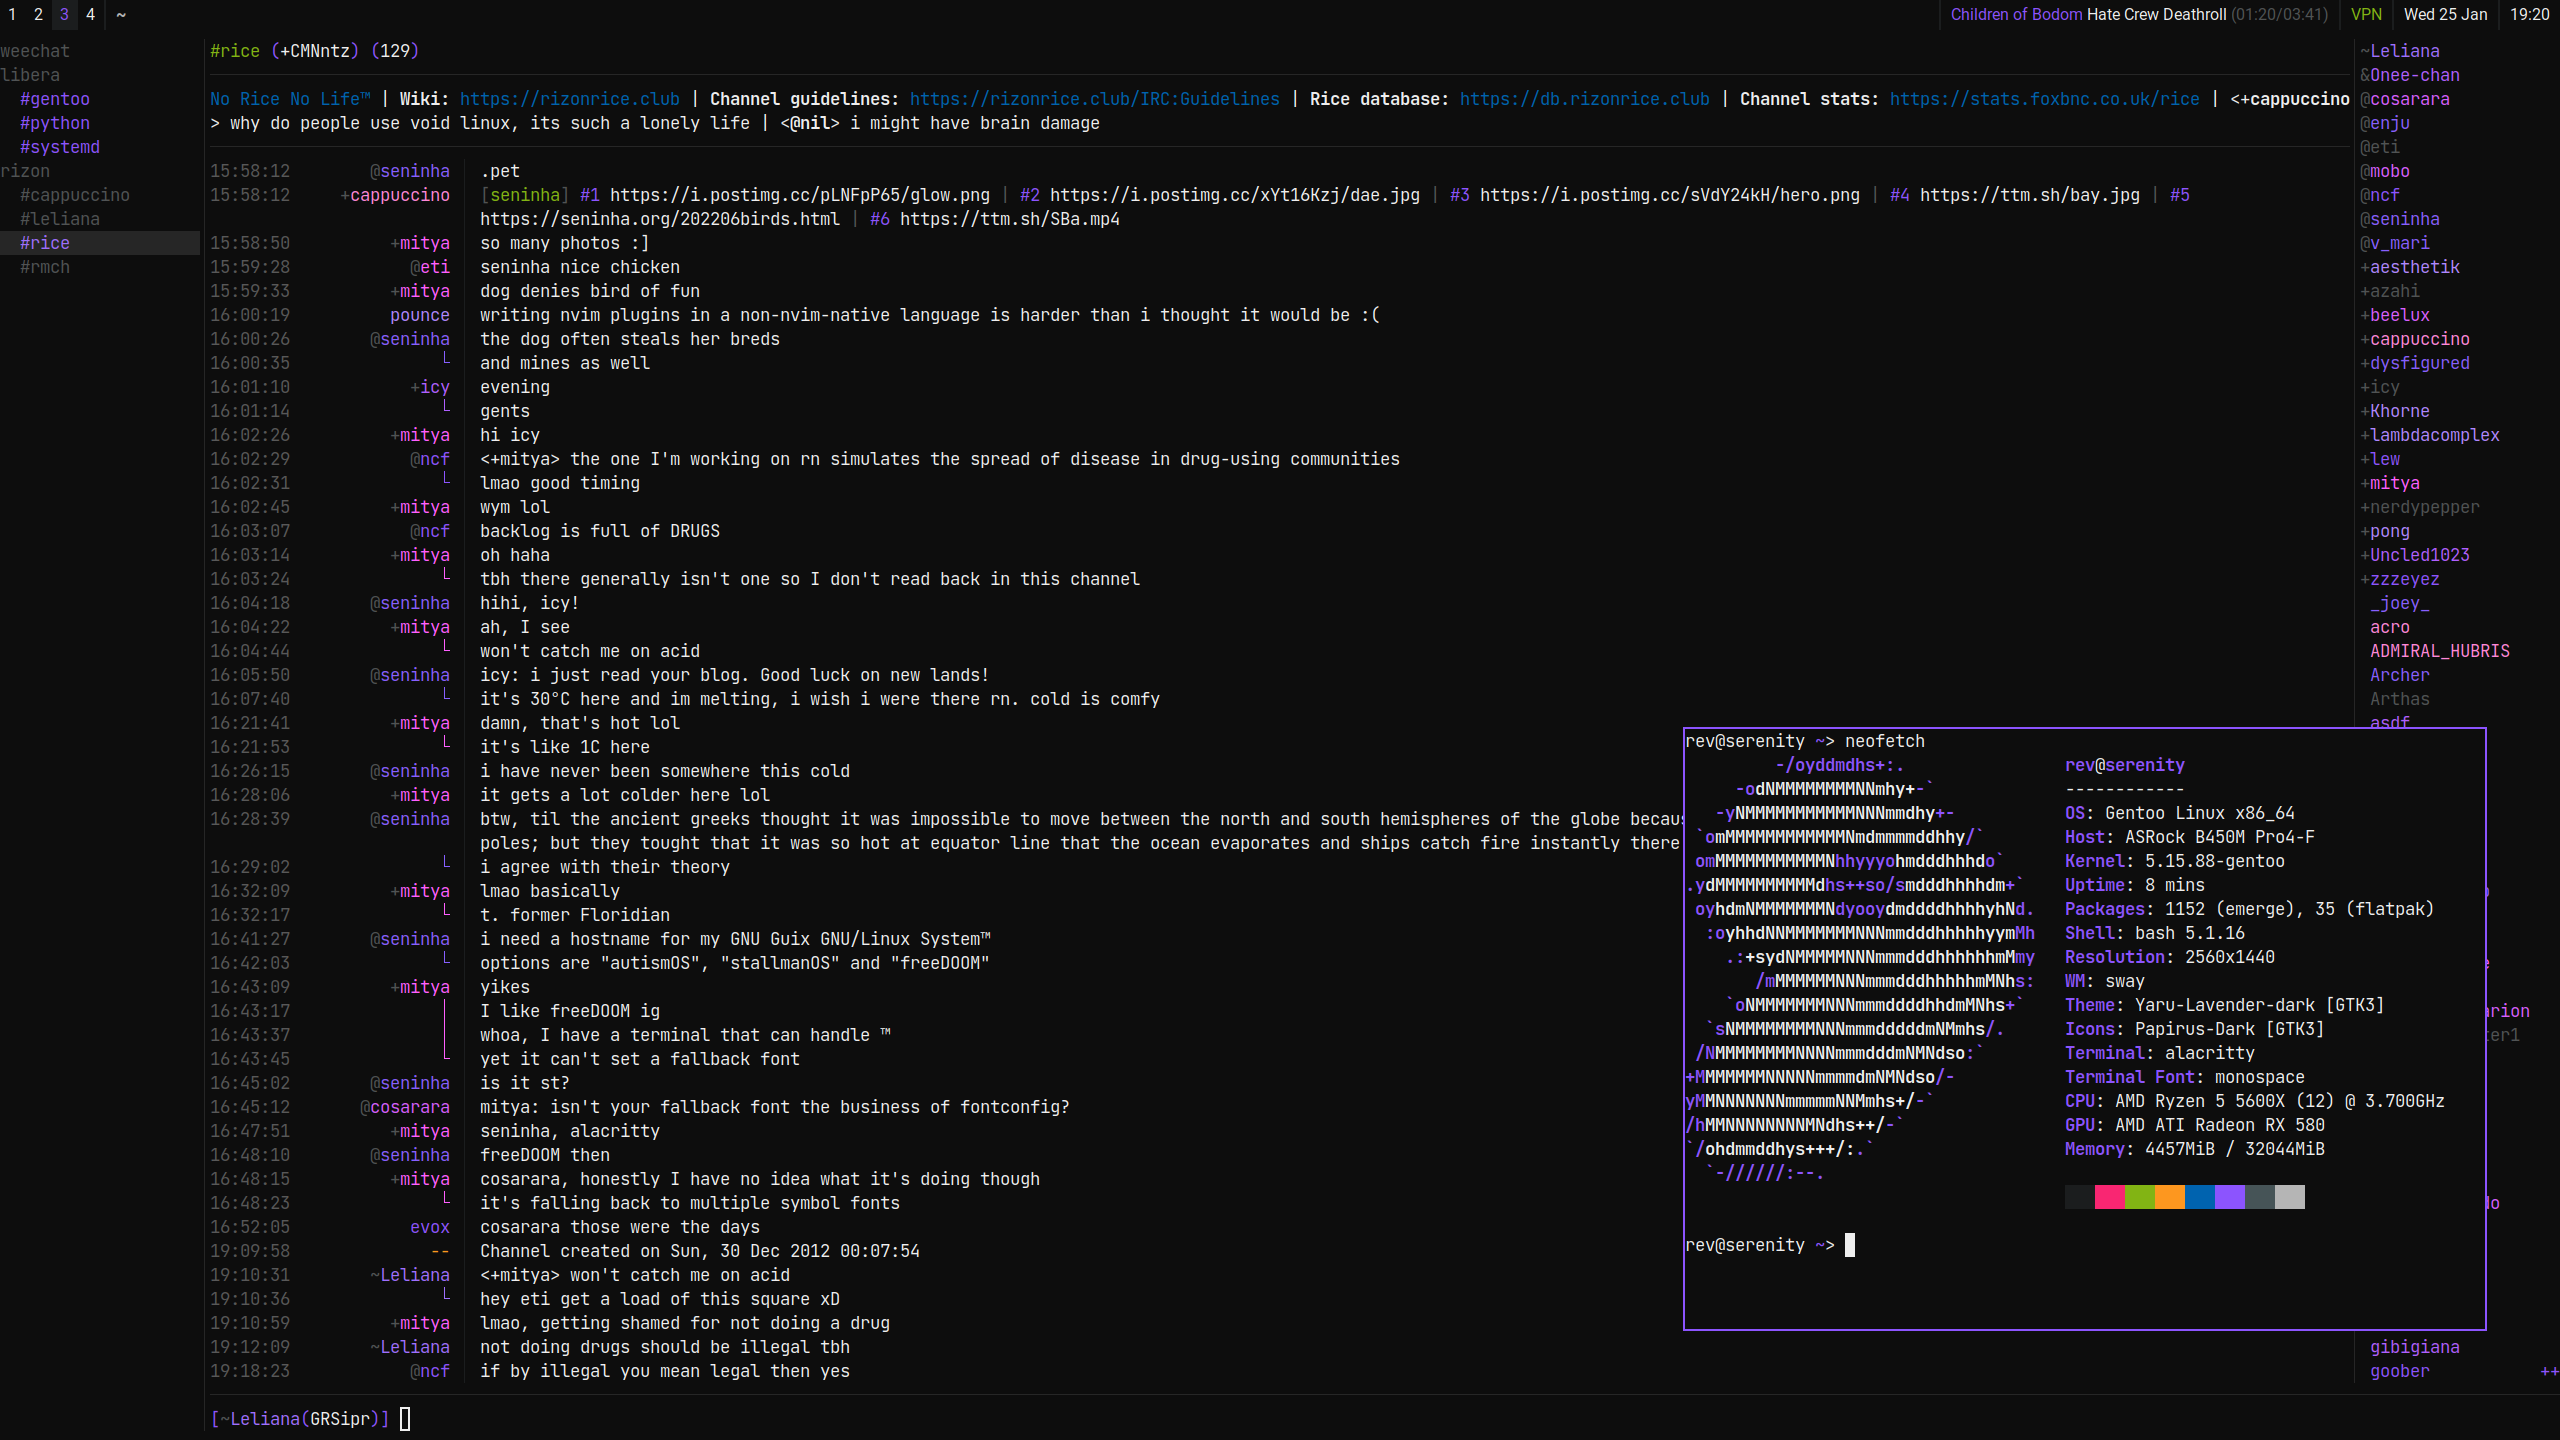 1 2 3 4 ~
Children of Bodom Hate Crew Deathroll (01:20/03:41) VPN Wed 25 Jan 19:20
weechat
libera
#gentoo
#python
#systemd
rizon
#cappuccino
#leliana
#rice
#rmch
#rice (+CMNntz) (129)
No Rice No Life™ | Wiki: https://rizonrice.club | Channel guidelines: https://rizonrice.club/IRC:Guidelines | Rice database: https://db.rizonrice.club | Channel stats: https://stats.foxbnc.co.uk/rice | <+cappuccino
> why do people use void linux, its such a lonely life | <@nil> i might have brain damage
15:58:12 @seninha .pet
15:58:12 +cappuccino [seninha] #1 https://i.postimg.cc/pLNFpP65/glow.png | #2 https://i.postimg.cc/xYt16Kzj/dae.jpg | #3 https://i.postimg.cc/sVdY24kH/hero.png | #4 https://ttm.sh/bay.jpg | #5
https://seninha.org/202206birds.html | #6 https://ttm.sh/SBa.mp4
15:58:50 +mitya so many photos :]
15:59:28 @eti seninha nice chicken
15:59:33 +mitya dog denies bird of fun
16:00:19 pounce writing nvim plugins in a non-nvim-native language is harder than i thought it would be :(
16:00:26 @seninha the dog often steals her breds
16:00:35 and mines as well
16:01:10 +icy evening
16:01:14 gents
16:02:26 +mitya hi icy
16:02:29 @ncf <+mitya> the one I'm working on rn simulates the spread of disease in drug-using communities
16:02:31 lmao good timing
16:02:45 +mitya wym lol
16:03:07 @ncf backlog is full of DRUGS
16:03:14 +mitya oh haha
16:03:24 tbh there generally isn't one so I don't read back in this channel
16:04:18 @seninha hihi, icy!
16:04:22 +mitya ah, I see
16:04:44 won't catch me on acid
16:05:50 @seninha icy: i just read your blog. Good luck on new lands!
16:07:40 it's 30°C here and im melting, i wish i were there rn. cold is comfy
16:21:41 +mitya damn, that's hot lol
16:21:53 it's like 1C here
16:26:15 @seninha i have never been somewhere this cold
16:28:06 +mitya it gets a lot colder here lol
16:28:39 @seninha btw, til the ancient greeks thought it was impossible to move between the north and south hemispheres of the globe becau
poles; but they tought that it was so hot at equator line that the ocean evaporates and ships catch fire instantly there
16:29:02 i agree with their theory
16:32:09 +mitya lmao basically
16:32:17 t. former Floridian
16:41:27 @seninha i need a hostname for my GNU Guix GNU/Linux System™
16:42:03 options are "autismOS", "stallmanOS" and "freeDOOM"
16:43:09 +mitya yikes
16:43:17 I like freeDOOM ig
16:43:37 whoa, I have a terminal that can handle ™
16:43:45 yet it can't set a fallback font
16:45:02 @seninha is it st?
16:45:12 @cosarara mitya: isn't your fallback font the business of fontconfig?
16:47:51 +mitya seninha, alacritty
16:48:10 @seninha freeDOOM then
16:48:15 +mitya cosarara, honestly I have no idea what it's doing though
16:48:23 it's falling back to multiple symbol fonts
16:52:05 evox cosarara those were the days
19:09:58 -- Channel created on Sun, 30 Dec 2012 00:07:54
19:10:31 ~Leliana <+mitya> won't catch me on acid
19:10:36 hey eti get a load of this square xD
19:10:59 +mitya lmao, getting shamed for not doing a drug
19:12:09 ~Leliana not doing drugs should be illegal tbh
19:18:23 @ncf if by illegal you mean legal then yes
[~Leliana(GRSipr)]
~Leliana
&Onee-chan
@cosarara
@enju
@eti
@mobo
@ncf
@seninha
@v_mari
+aesthetik
+azahi
+beelux
+cappuccino
+dysfigured
+icy
+Khorne
+lambdacomplex
+lew
+mitya
+nerdypepper
+pong
+Uncled1023
+zzzeyez
_joey_
acro
ADMIRAL_HUBRIS
Archer
Arthas
asdf
gibigiana
goober ++
rev@serenity ~> neofetch
-/oyddmdhs+:.
-odNMMMMMMMMNNmhy+-`
-yNMMMMMMMMMMMNNNmmdhy+-
`omMMMMMMMMMMMMNmdmmmmddhhy/`
omMMMMMMMMMMMNhhyyyohmdddhhhdo`
.ydMMMMMMMMMMdhs++so/smdddhhhhdm+`
oyhdmNMMMMMMMNdyooydmddddhhhhyhNd.
:oyhhdNNMMMMMMMNNNmmdddhhhhhyymMh
.:+sydNMMMMMNNNmmmdddhhhhhhmMmy
/mMMMMMMNNNmmmdddhhhhhmMNhs:
`oNMMMMMMMNNNmmmddddhhdmMNhs+`
`sNMMMMMMMMNNNmmmdddddmNMmhs/.
/NMMMMMMMMNNNNmmmdddmNMNdso:`
+MMMMMMMNNNNNmmmmdmNMNdso/-
yMMNNNNNNNmmmmmNNMmhs+/-`
/hMMNNNNNNNNMNdhs++/-`
`/ohdmmddhys+++/:.`
`-//////:--.
rev@serenity
------------
OS: Gentoo Linux x86_64
Host: ASRock B450M Pro4-F
Kernel: 5.15.88-gentoo
Uptime: 8 mins
Packages: 1152 (emerge), 35 (flatpak)
Shell: bash 5.1.16
Resolution: 2560x1440
WM: sway
Theme: Yaru-Lavender-dark [GTK3]
Icons: Papirus-Dark [GTK3]
Terminal: alacritty
Terminal Font: monospace
CPU: AMD Ryzen 5 5600X (12) @ 3.700GHz
GPU: AMD ATI Radeon RX 580
Memory: 4457MiB / 32044MiB
rev@serenity ~>